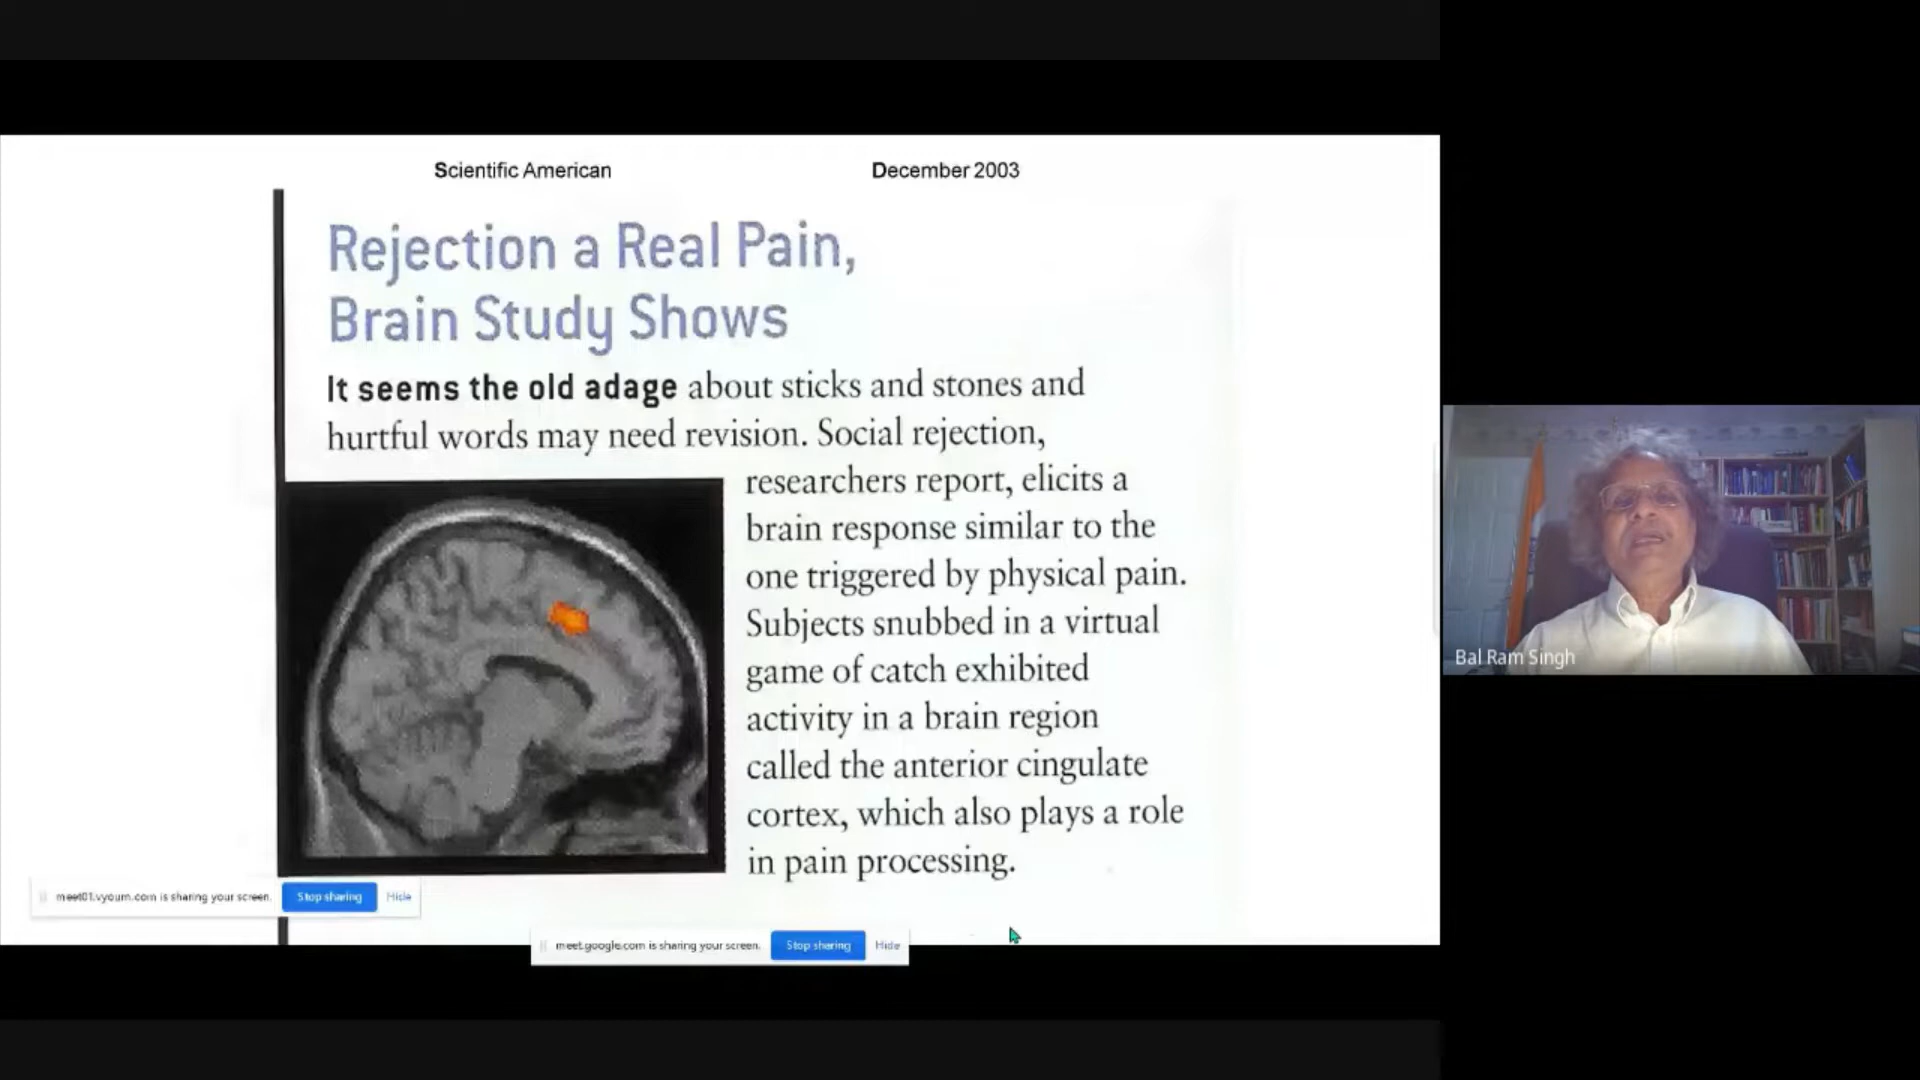 Scientific American December 2003
Rejection a Real Pain,
Brain Study Shows
It seems the old adage about sticks and stones and
hurtful words may need revision. Social rejection,
researchers report, elicits a
brain response similar to the
one triggered by physical pain.
Subjects snubbed in a virtual
game of catch exhibited
activity in a brain region
called the anterior cingulate
cortex, which also plays a role
in pain processing.
Bal Ram Singh
meet01.vyoum.com is sharing your screen. Stop sharing Hide
meet.google.com is sharing your screen. Stop sharing Hide